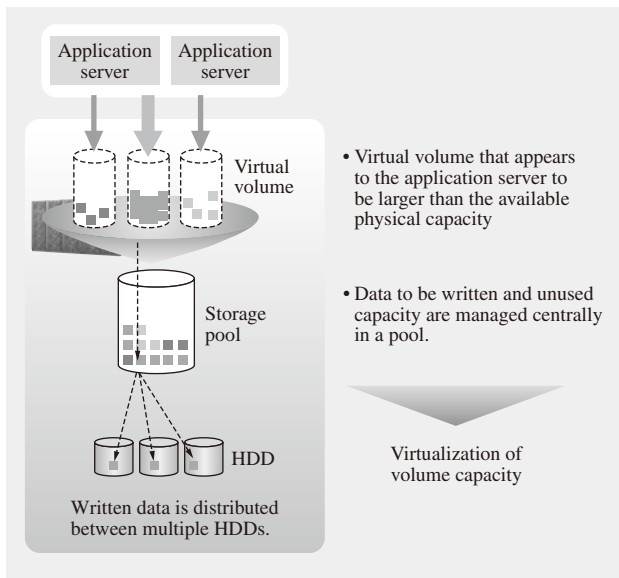 Application
server
Application
server
Virtual
volume
• Virtual volume that appears
to the application server to
be larger than the available
physical capacity
Storage
pool
• Data to be written and unused
capacity are managed centrally
in a pool.
HDD
Virtualization of
volume capacity
Written data is distributed
between multiple HDDs.